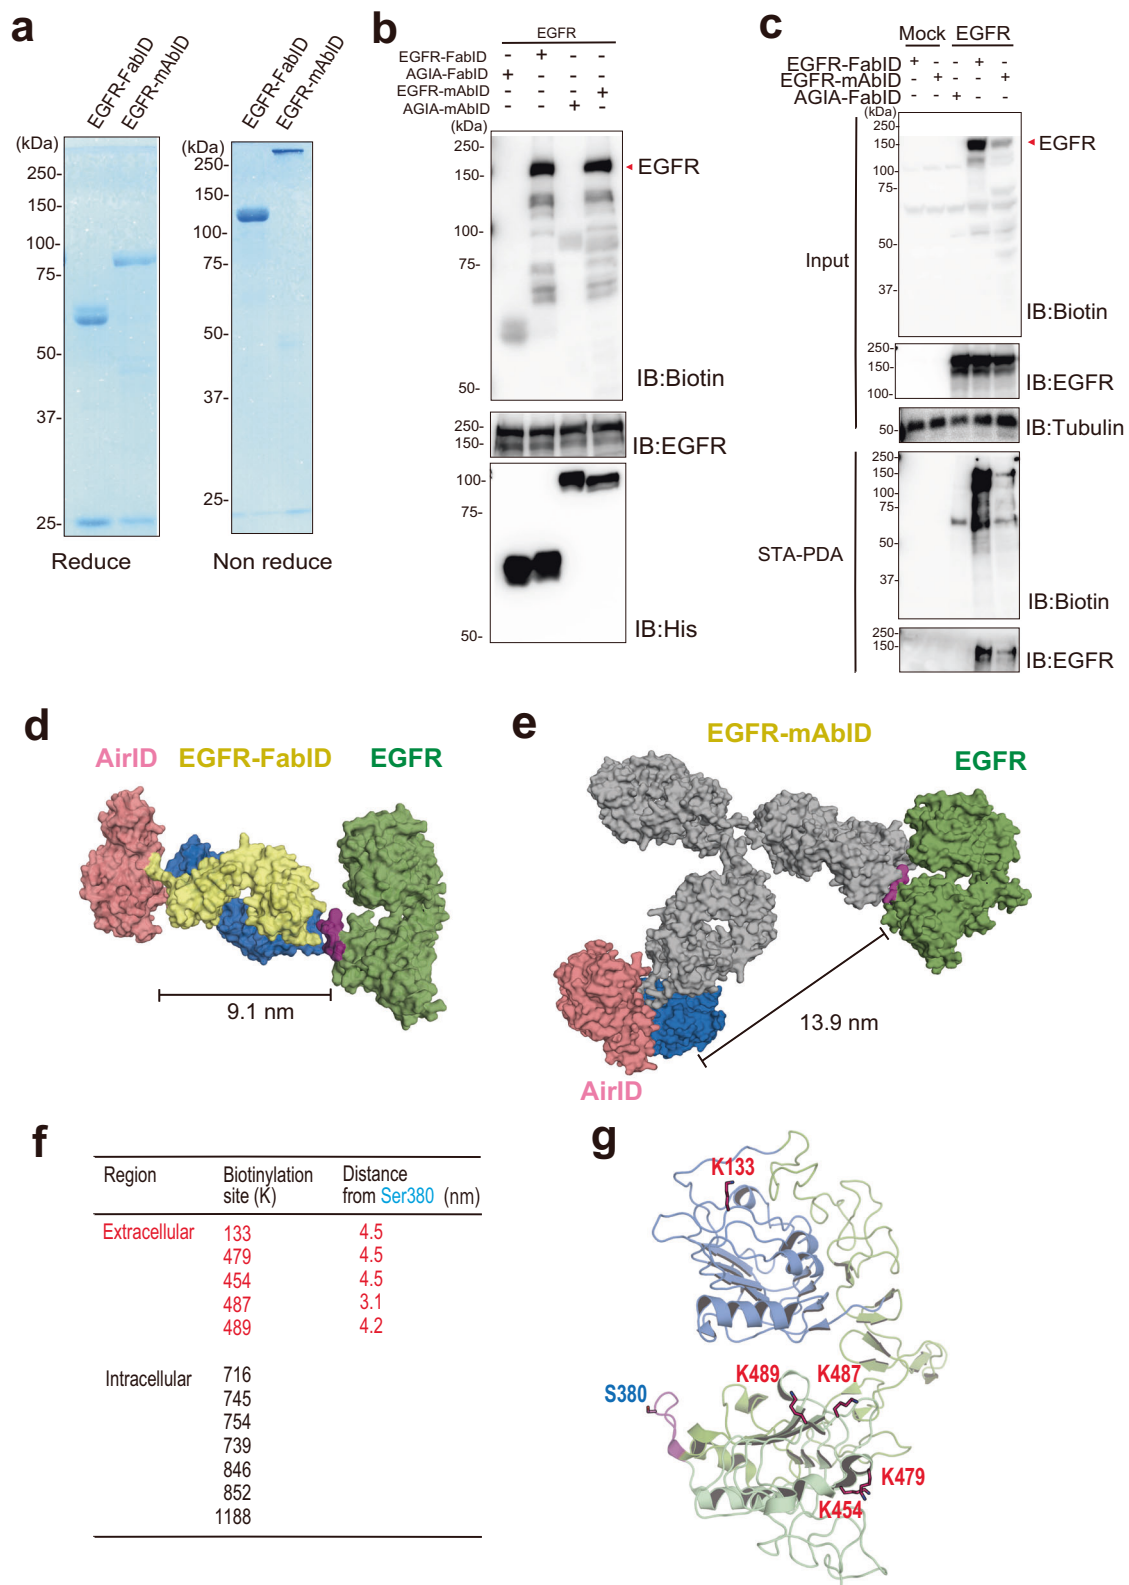 a
EGFR-FabID
EGFR-mAbID
EGFR-FabID
EGFR-mAbID
(kDa)
250-
150-
100-
75-
50-
37-
25-
(kDa)
250-
150-
100-
75-
50-
37-
25-
Reduce
Non reduce
b
EGFR
EGFR-FabID - + - -
AGIA-FabID + - - -
EGFR-mAbID - - - +
AGIA-mAbID - - + -
(kDa)
250-
150-
100-
75-
50-
EGFR
IB:Biotin
250-
150-
IB:EGFR
100-
75-
50-
IB:His
c
Mock EGFR
EGFR-FabID + - - + -
EGFR-mAbID - + - - +
AGIA-FabID - - + - -
(kDa)
250-
150-
100-
75-
50-
37-
EGFR
Input
IB:Biotin
250-
150-
100-
IB:EGFR
50-
IB:Tubulin
250-
150-
100-
75-
50-
37-
STA-PDA
IB:Biotin
250-
150-
IB:EGFR
d
AirID EGFR-FabID EGFR
9.1 nm
e
EGFR-mAbID
EGFR
13.9 nm
AirID
f
Region Biotinylation Distance
site (K) from Ser380 (nm)
Extracellular 133 4.5
479 4.5
454 4.5
487 3.1
489 4.2
Intracellular 716
745
754
739
846
852
1188
g
K133
K489 K487
S380
K479
K454